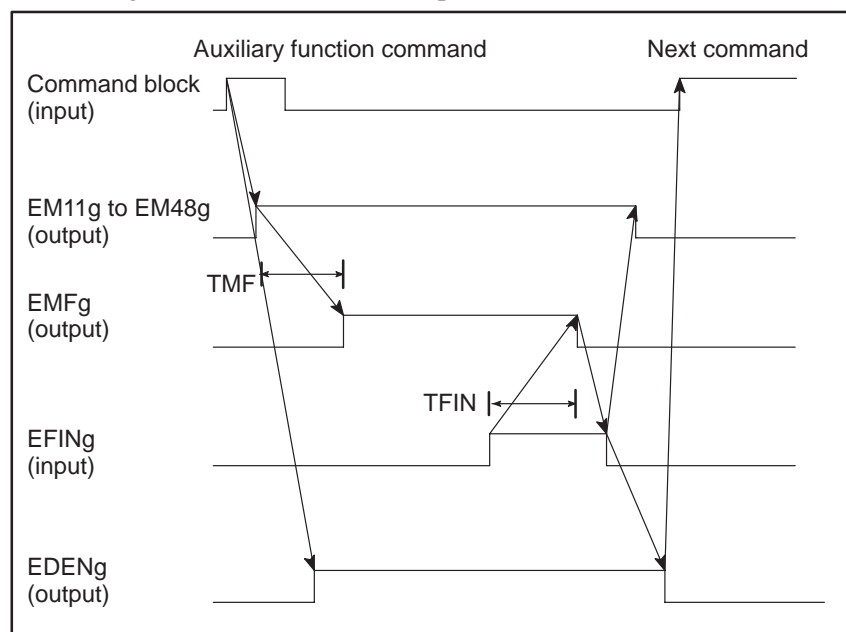 Auxiliary function command
Next command
Command block
(input)
EM11g to EM48g
(output)
TMF
EMFg
(output)
TFIN
EFINg
(input)
EDENg
(output)